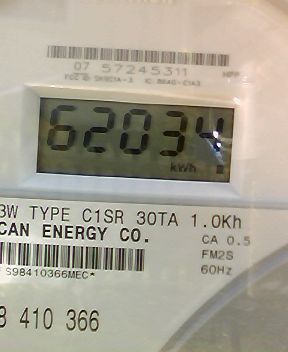 07 57245311
62034
kWh
3W TYPE C1SR 30TA 1.0Kh
CAN ENERGY CO.
CA 0.5
FM2S
60Hz
S98410366MEC*
8 410 366